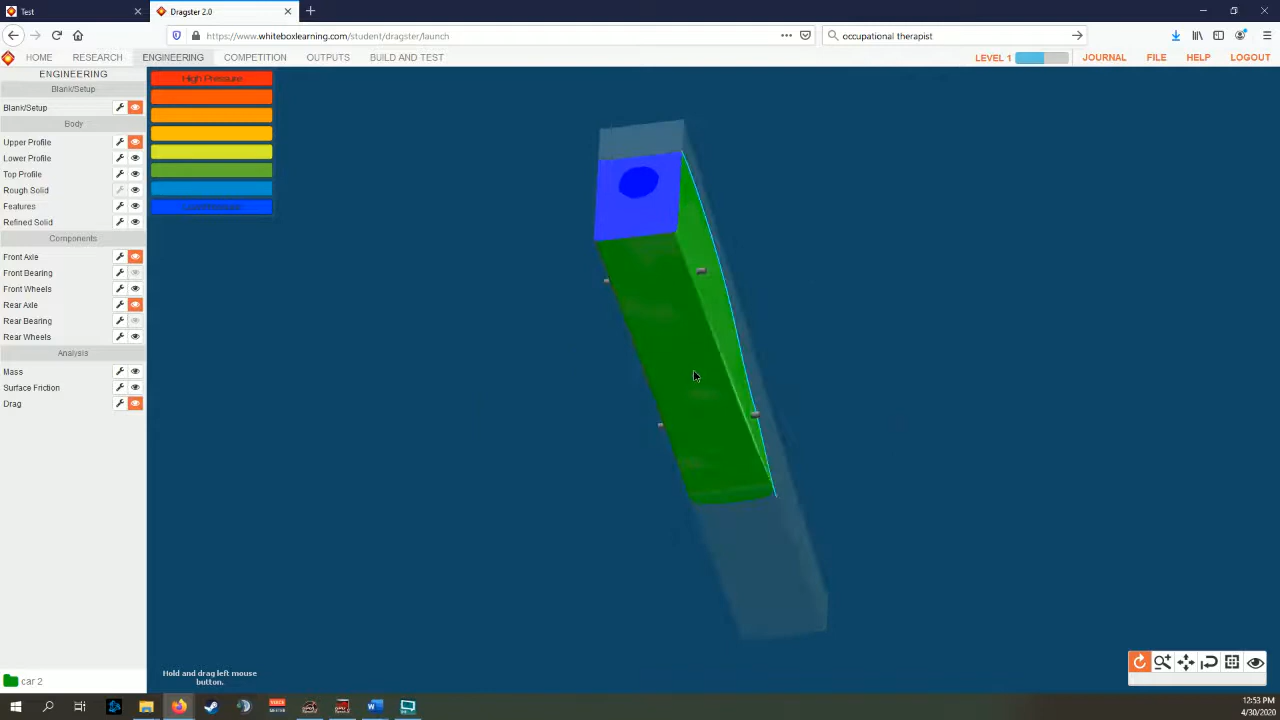 Test
Dragster 2.0
https://www.whiteboxlearning.com/student/dragster/launch
occupational therapist
HOME
RESEARCH
ENGINEERING
COMPETITION
OUTPUTS
BUILD AND TEST
LEVEL 1
JOURNAL
FILE
HELP
LOGOUT
ENGINEERING
Blank/Setup
Blank/Setup
Body
Upper Profile
Lower Profile
Top Profile
Rough Solid
Features
Refined Solid
Components
Front Axle
Front Bearing
Front Wheels
Rear Axle
Rear Bearing
Rear Wheels
Analysis
Mass
Surface Friction
Drag
High Pressure
Hold and drag left mouse
button.
car 2
12:53 PM
4/30/2020